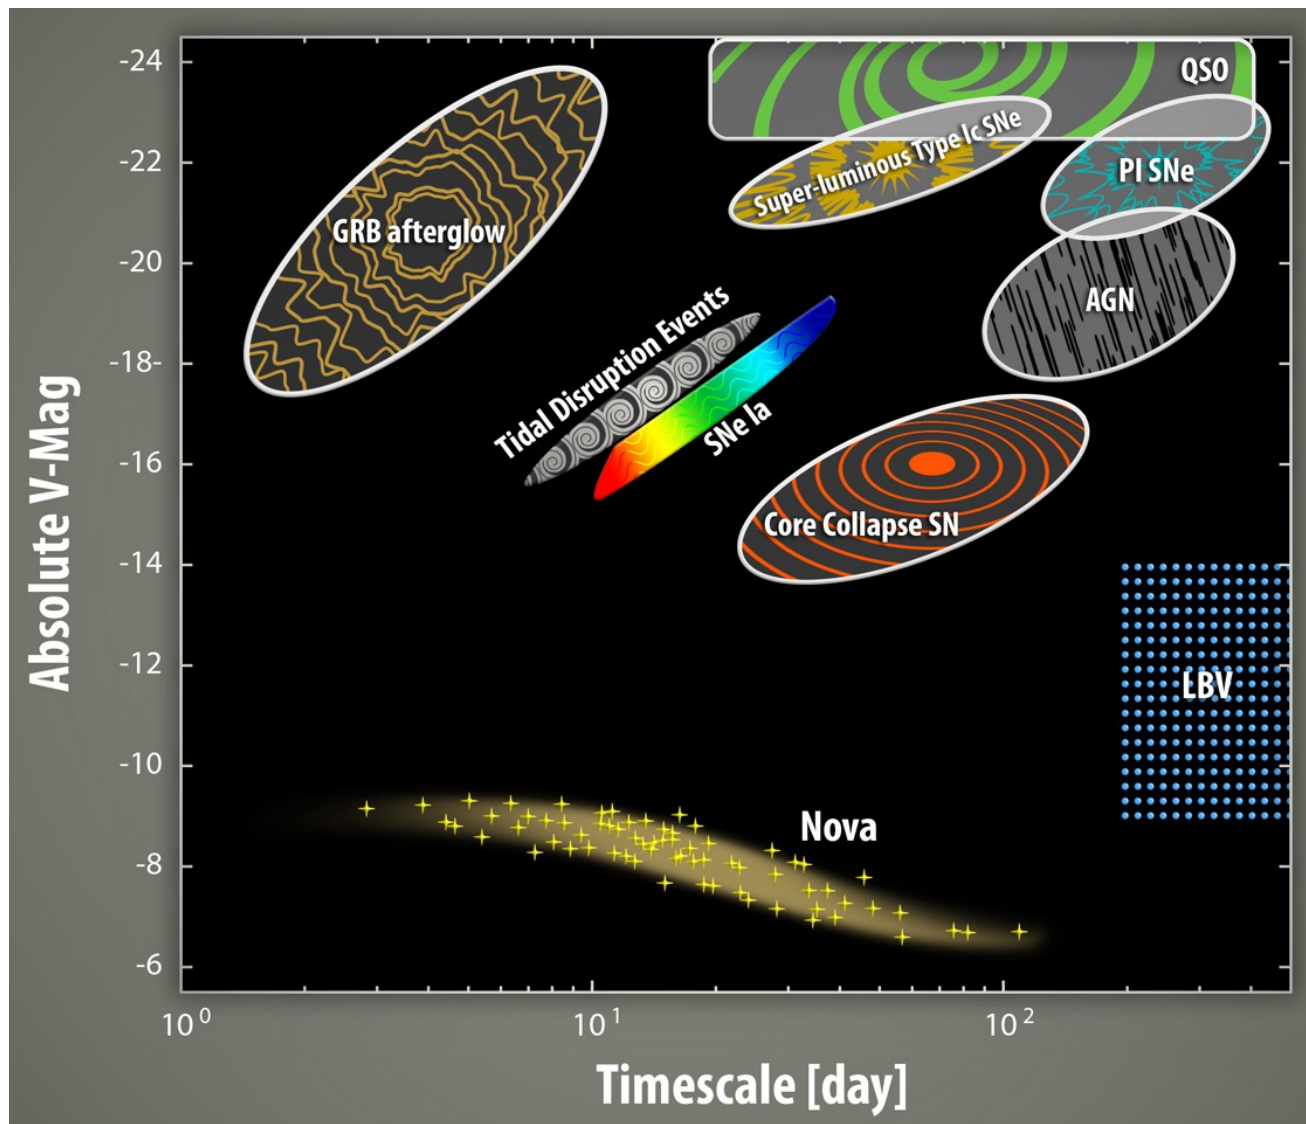 -24
-22
-20
-18-
-16
-14
-12
-10
-8
-6
Absolute V-Mag
QSO
Super-luminous Type Ic SNe
PI SNe
GRB afterglow
AGN
Tidal Disruption Events
SNe Ia
Core Collapse SN
LBV
Nova
10⁰
10¹
10²
Timescale [day]